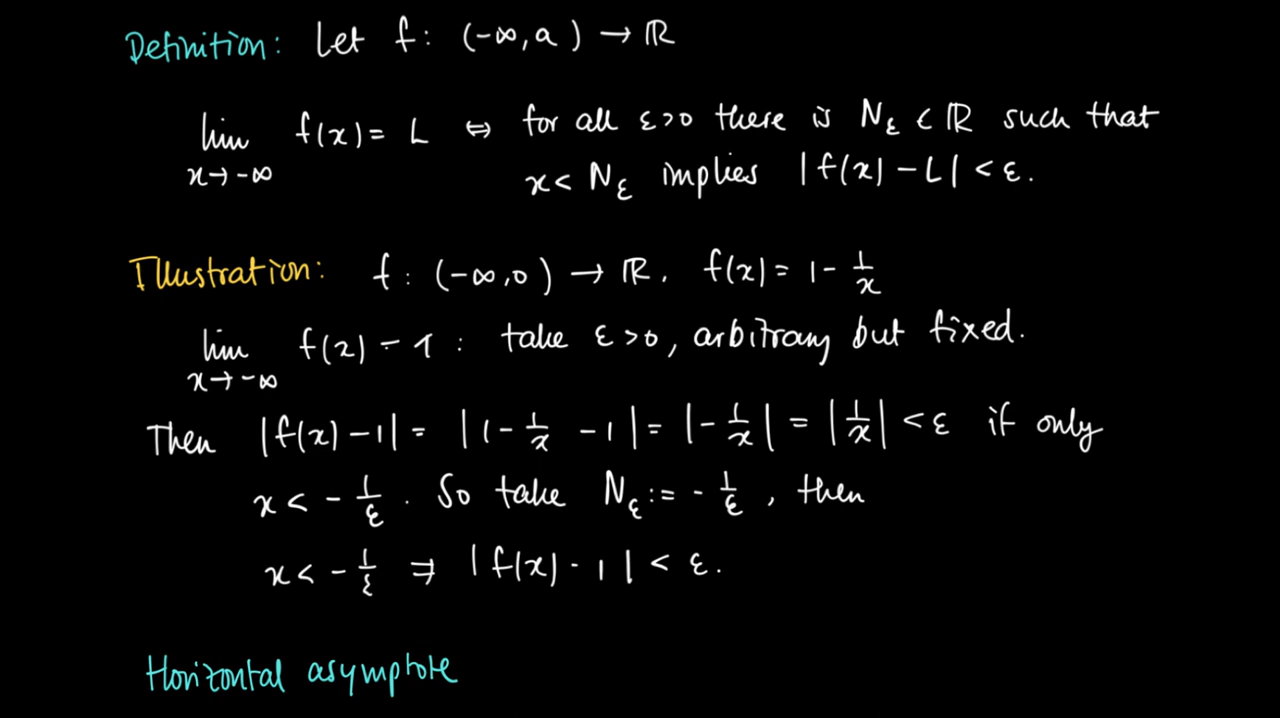 Definition: Let f: (-∞, a) → ℝ
lim f(x) = L ⇔ for all ε>0 there is N_ε ∈ ℝ such that
x→-∞ x < N_ε implies |f(x) - L| < ε.
Illustration: f: (-∞,0) → ℝ, f(x) = 1 - 1/x
lim f(x) = 1 : take ε>0, arbitrary but fixed.
x→-∞
Then |f(x)-1| = |1 - 1/x - 1| = |-1/x| = |1/x| < ε if only
x < -1/ε. So take N_ε := -1/ε, then
x < -1/ε ⇒ |f(x) - 1| < ε.
Horizontal asymptote